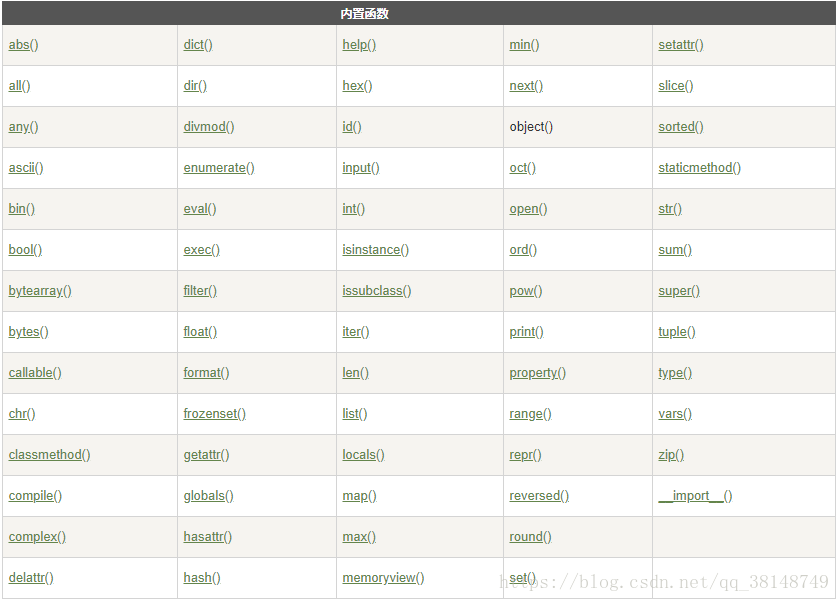 内置函数
abs() dict() help() min() setattr()
all() dir() hex() next() slice()
any() divmod() id() object() sorted()
ascii() enumerate() input() oct() staticmethod()
bin() eval() int() open() str()
bool() exec() isinstance() ord() sum()
bytearray() filter() issubclass() pow() super()
bytes() float() iter() print() tuple()
callable() format() len() property() type()
chr() frozenset() list() range() vars()
classmethod() getattr() locals() repr() zip()
compile() globals() map() reversed() __import__()
complex() hasattr() max() round()
delattr() hash() memoryview() set()
https://blog.csdn.net/qq_38148749